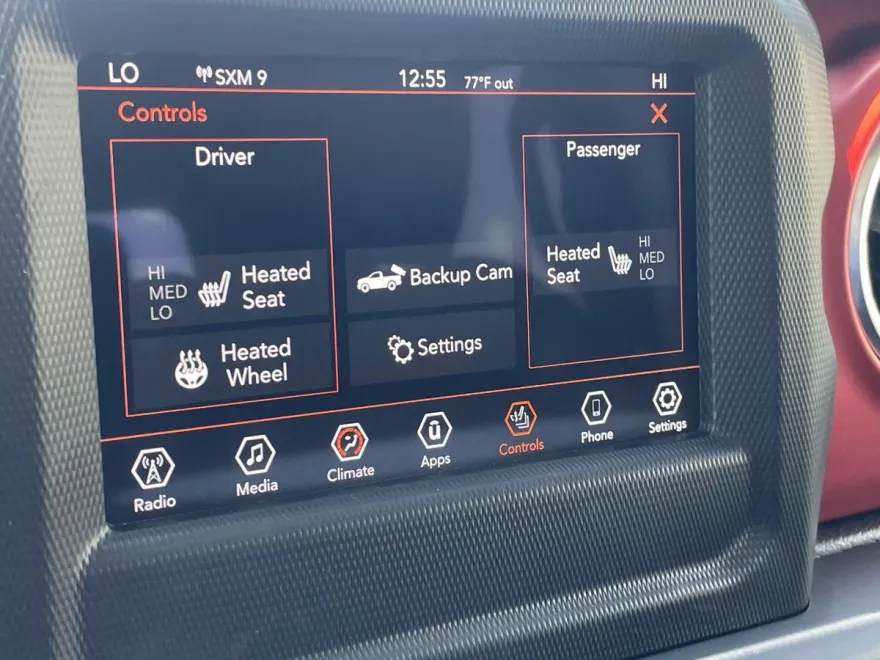 LO SXM 9 12:55 77°F out HI
Controls X
Driver
HI
MED
LO
Heated
Seat
Heated
Wheel
Backup Cam
Settings
Passenger
Heated
Seat
HI
MED
LO
Radio Media Climate Apps Controls Phone Settings